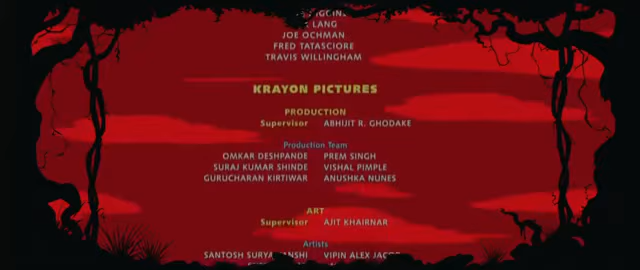 LANG
JOE OCHMAN
FRED TATASCIORE
TRAVIS WILLINGHAM
KRAYON PICTURES
PRODUCTION
Supervisor ABHIJIT R. GHODAKE
Production Team
OMKAR DESHPANDE PREM SINGH
SURAJ KUMAR SHINDE VISHAL PIMPLE
GURUCHARAN KIRTIWAR ANUSHKA NUNES
ART
Supervisor AJIT KHAIRNAR
Artists
SANTOSH VIPIN ALEX